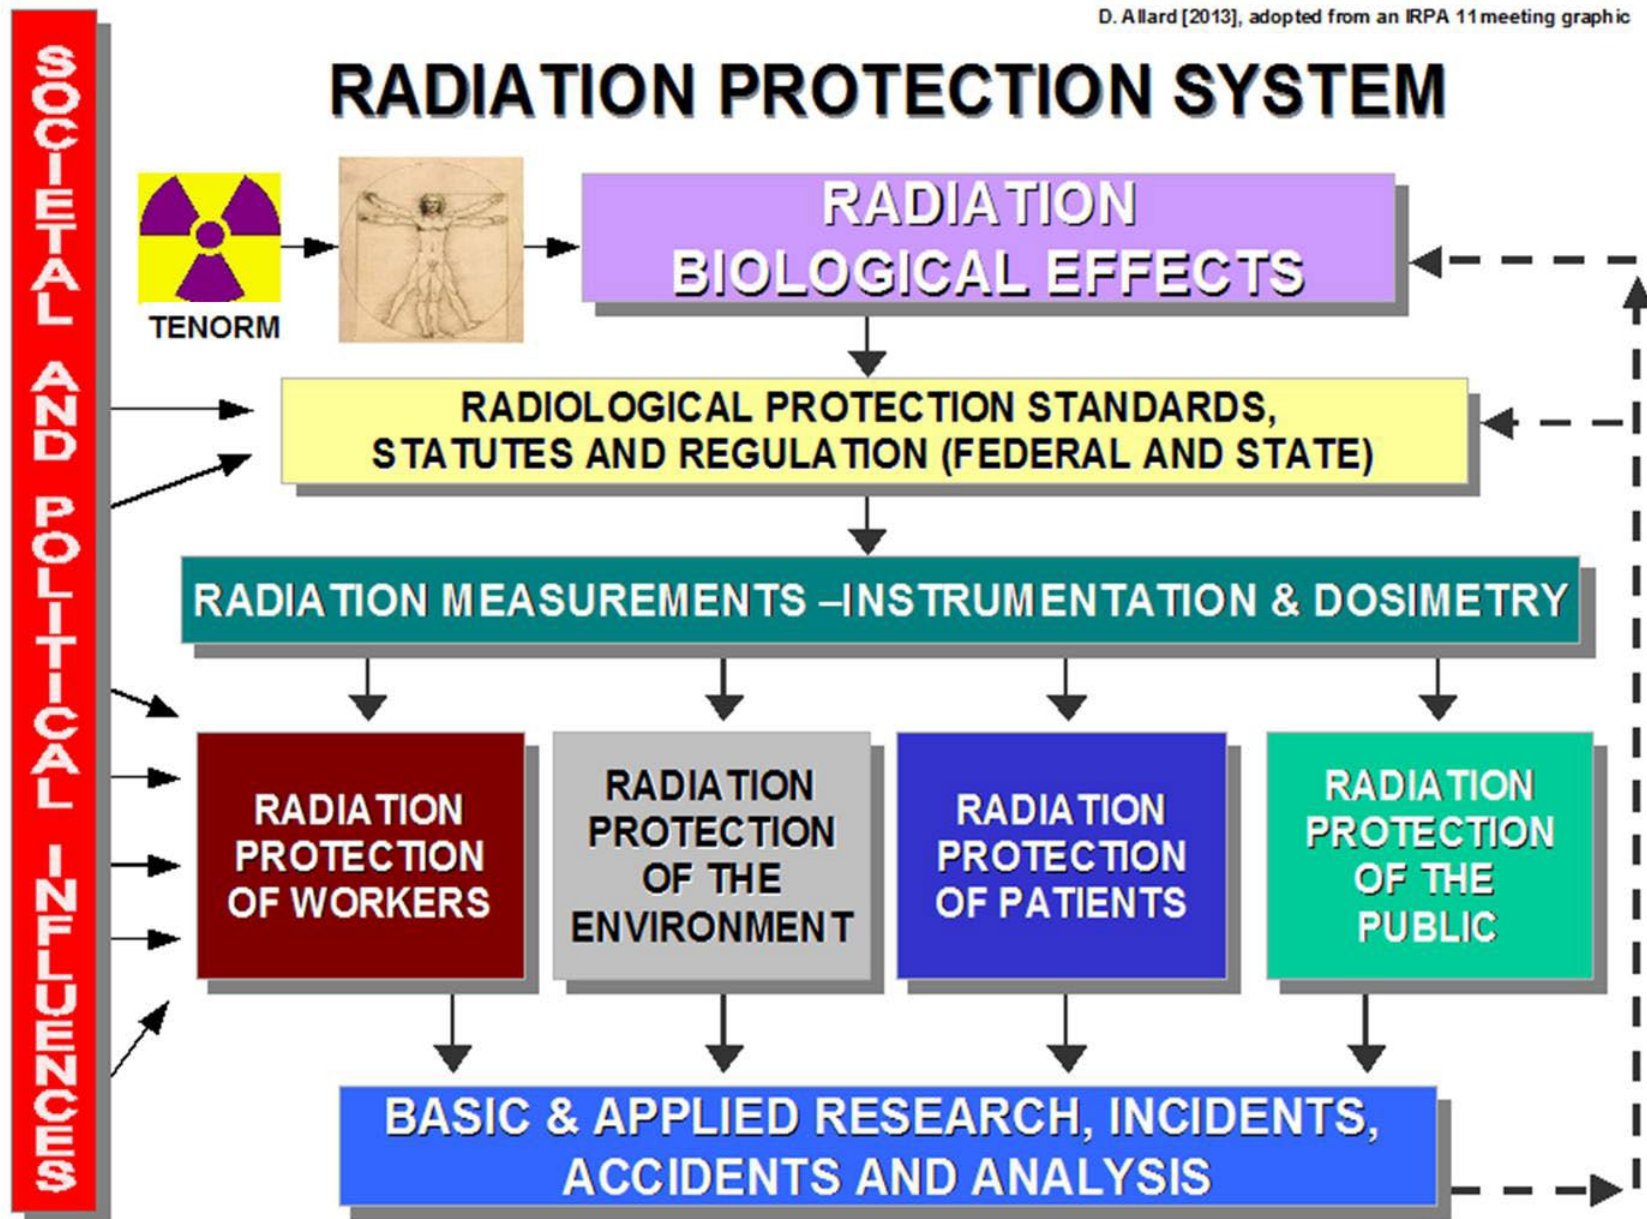 D. Allard [2013], adopted from an IRPA 11 meeting graphic
RADIATION PROTECTION SYSTEM
SOCIETAL AND POLITICAL INFLUENCES
TENORM
RADIATION
BIOLOGICAL EFFECTS
RADIOLOGICAL PROTECTION STANDARDS,
STATUTES AND REGULATION (FEDERAL AND STATE)
RADIATION MEASUREMENTS –INSTRUMENTATION & DOSIMETRY
RADIATION
PROTECTION
OF WORKERS
RADIATION
PROTECTION
OF THE
ENVIRONMENT
RADIATION
PROTECTION
OF PATIENTS
RADIATION
PROTECTION
OF THE
PUBLIC
BASIC & APPLIED RESEARCH, INCIDENTS,
ACCIDENTS AND ANALYSIS